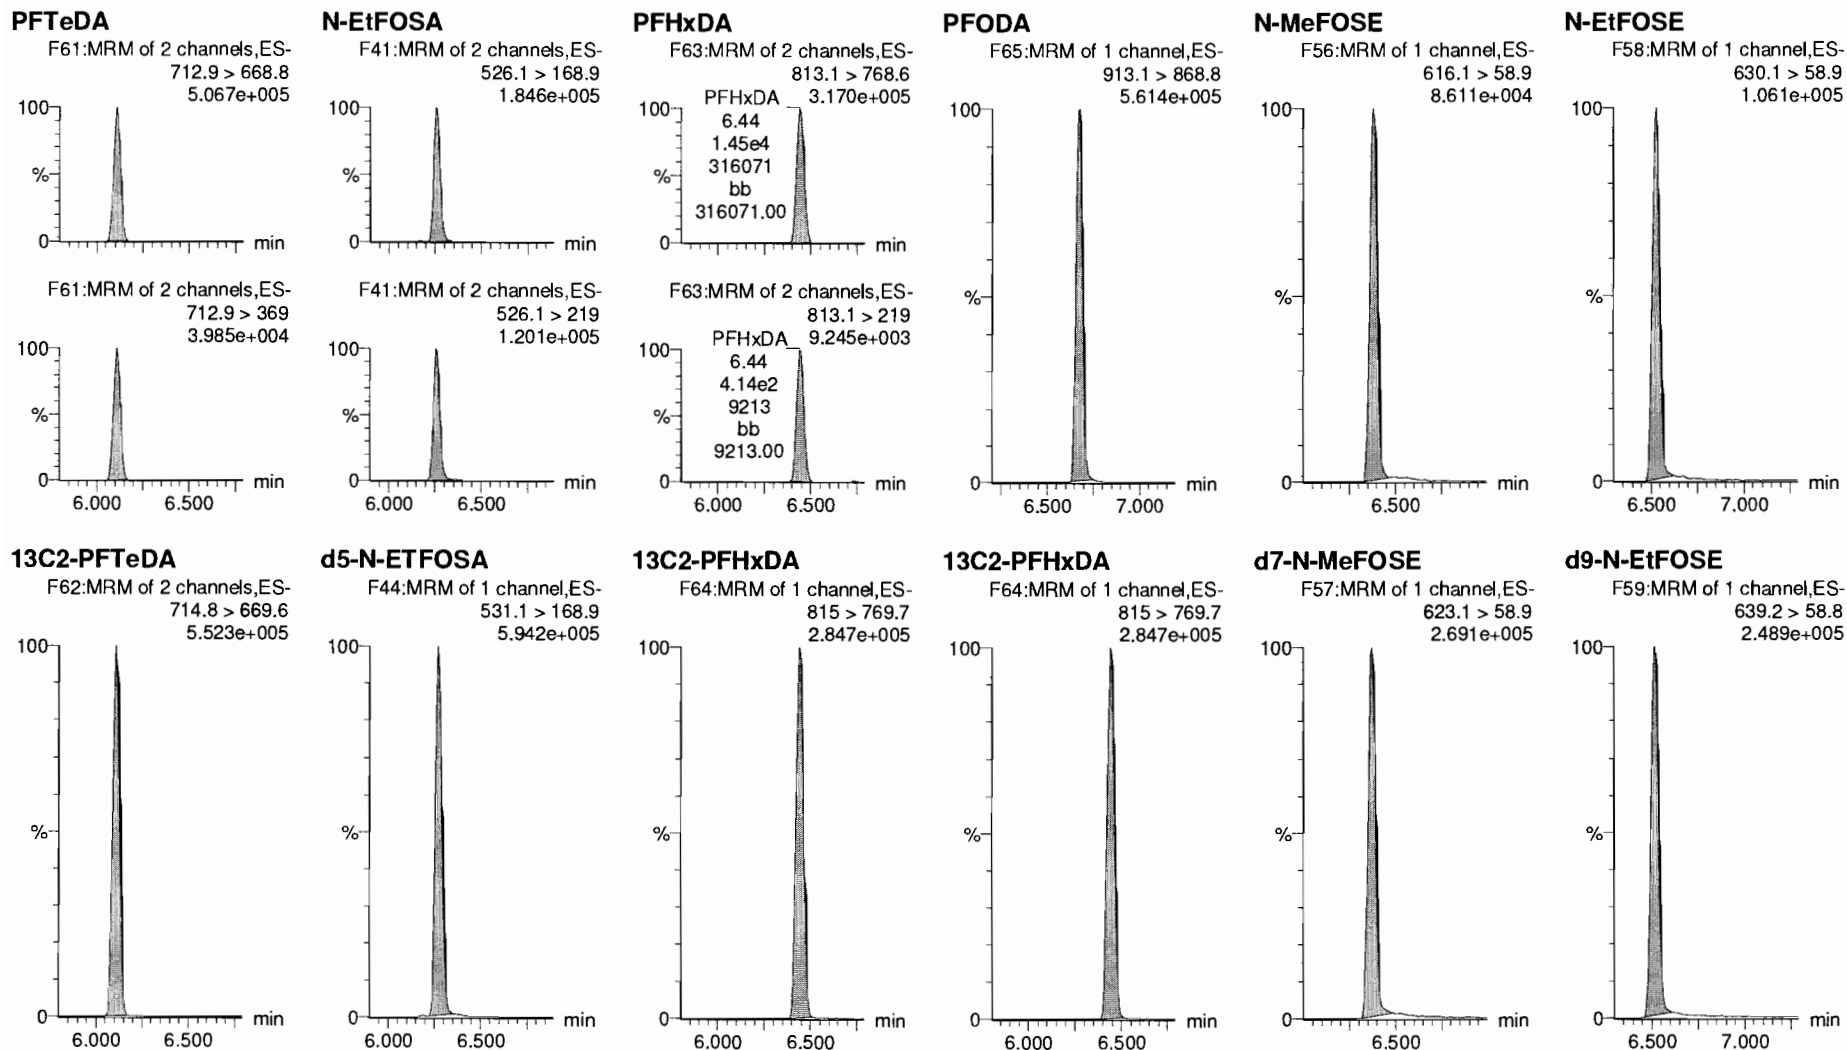 PFTeDA
F61:MRM of 2 channels,ES-
712.9 > 668.8
5.067e+005
100
%
0
min
F61:MRM of 2 channels,ES-
712.9 > 369
3.985e+004
100
%
0
min
6.000 6.500
N-EtFOSA
F41:MRM of 2 channels,ES-
526.1 > 168.9
1.846e+005
100
%
0
min
F41:MRM of 2 channels,ES-
526.1 > 219
1.201e+005
100
%
0
min
6.000 6.500
PFHxDA
F63:MRM of 2 channels,ES-
813.1 > 768.6
3.170e+005
PFHxDA
6.44
1.45e4
316071
bb
316071.00
100
%
0
min
F63:MRM of 2 channels,ES-
813.1 > 219
9.245e+003
PFHxDA
6.44
4.14e2
9213
bb
9213.00
100
%
0
min
6.000 6.500
PFODA
F65:MRM of 1 channel,ES-
913.1 > 868.8
5.614e+005
100
%
0
min
6.500 7.000
N-MeFOSE
F56:MRM of 1 channel,ES-
616.1 > 58.9
8.611e+004
100
%
0
min
6.500
N-EtFOSE
F58:MRM of 1 channel,ES-
630.1 > 58.9
1.061e+005
100
%
0
min
6.500 7.000
13C2-PFTeDA
F62:MRM of 2 channels,ES-
714.8 > 669.6
5.523e+005
100
%
0
min
6.000 6.500
d5-N-ETFOSA
F44:MRM of 1 channel,ES-
531.1 > 168.9
5.942e+005
100
%
0
min
6.000 6.500
13C2-PFHxDA
F64:MRM of 1 channel,ES-
815 > 769.7
2.847e+005
100
%
0
min
6.000 6.500
13C2-PFHxDA
F64:MRM of 1 channel,ES-
815 > 769.7
2.847e+005
100
%
0
min
6.000 6.500
d7-N-MeFOSE
F57:MRM of 1 channel,ES-
623.1 > 58.9
2.691e+005
100
%
0
min
6.500
d9-N-EtFOSE
F59:MRM of 1 channel,ES-
639.2 > 58.8
2.489e+005
100
%
0
min
6.500 7.000